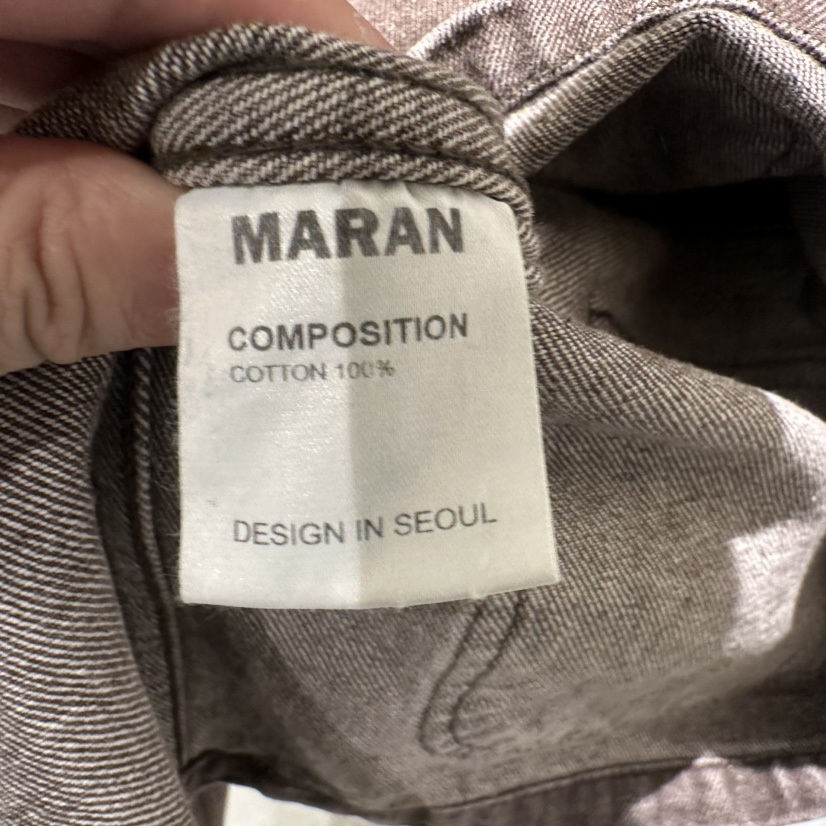 MARAN
COMPOSITION
COTTON 100%
DESIGN IN SEOUL